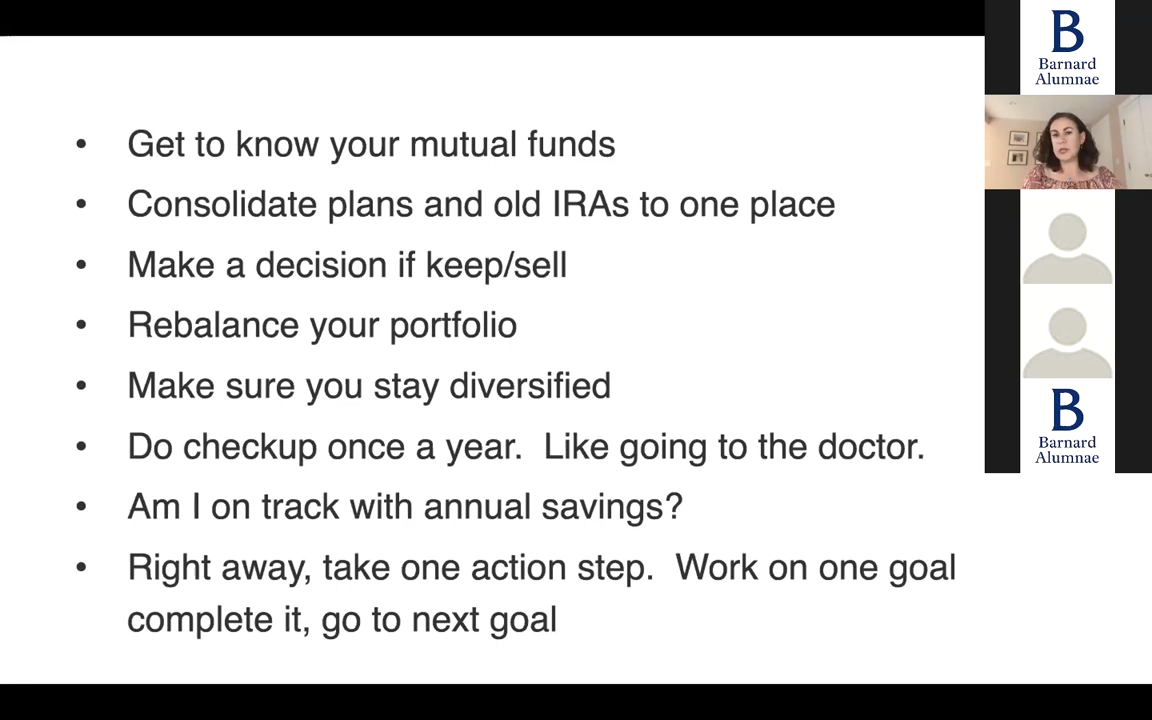 • Get to know your mutual funds
• Consolidate plans and old IRAs to one place
• Make a decision if keep/sell
• Rebalance your portfolio
• Make sure you stay diversified
• Do checkup once a year.  Like going to the doctor.
• Am I on track with annual savings?
• Right away, take one action step.  Work on one goal
complete it, go to next goal
B
Barnard
Alumnae
B
Barnard
Alumnae